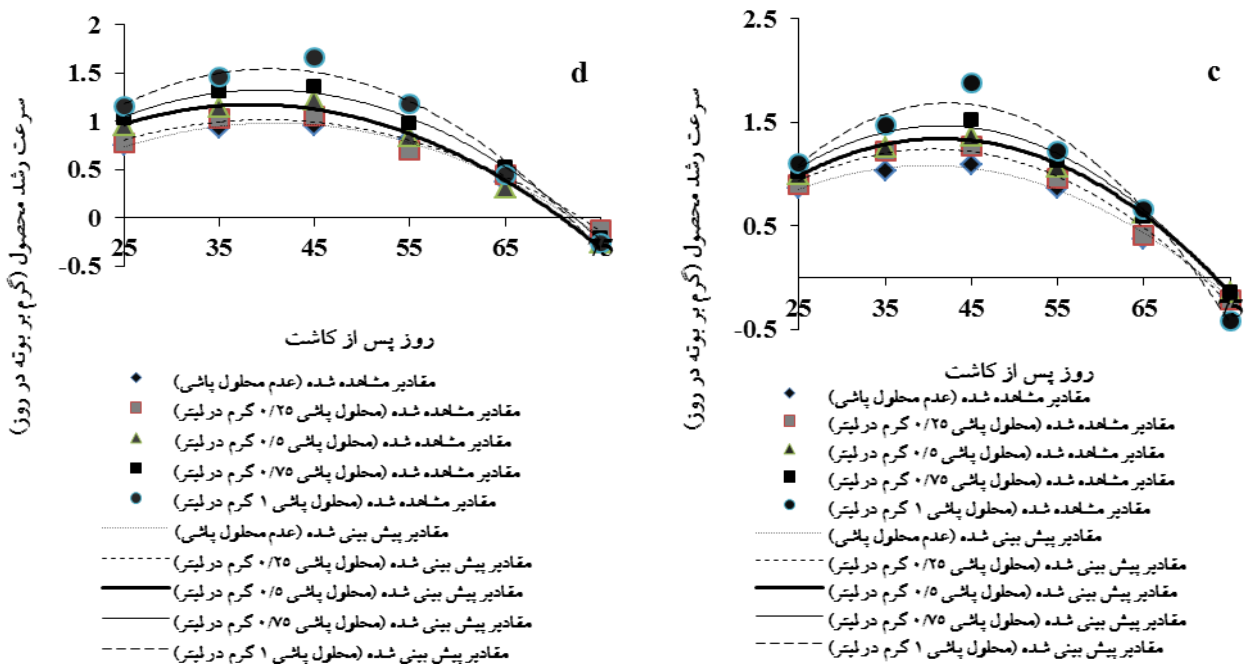 d
2
1.5
1
0.5
0
-0.5
25 35 45 55 65 75
سرعت رشد محصول (گرم بر بوته در روز)
روز پس از کاشت
مقادیر مشاهده شده (عدم محلول پاشی)
مقادیر مشاهده شده (محلول پاشی ۰/۲۵ گرم در لیتر)
مقادیر مشاهده شده (محلول پاشی ۰/۵ گرم در لیتر)
مقادیر مشاهده شده (محلول پاشی ۰/۷۵ گرم در لیتر)
مقادیر مشاهده شده (محلول پاشی ۱ گرم در لیتر)
مقادیر پیش بینی شده (عدم محلول پاشی)
مقادیر پیش بینی شده (محلول پاشی ۰/۲۵ گرم در لیتر)
مقادیر پیش بینی شده (محلول پاشی ۰/۵ گرم در لیتر)
مقادیر پیش بینی شده (محلول پاشی ۰/۷۵ گرم در لیتر)
مقادیر پیش بینی شده (محلول پاشی ۱ گرم در لیتر)
c
2.5
1.5
0.5
-0.5
25 35 45 55 65 75
سرعت رشد محصول (گرم بر بوته در روز)
روز پس از کاشت
مقادیر مشاهده شده (عدم محلول پاشی)
مقادیر مشاهده شده (محلول پاشی ۰/۲۵ گرم در لیتر)
مقادیر مشاهده شده (محلول پاشی ۰/۵ گرم در لیتر)
مقادیر مشاهده شده (محلول پاشی ۰/۷۵ گرم در لیتر)
مقادیر مشاهده شده (محلول پاشی ۱ گرم در لیتر)
مقادیر پیش بینی شده (عدم محلول پاشی)
مقادیر پیش بینی شده (محلول پاشی ۰/۲۵ گرم در لیتر)
مقادیر پیش بینی شده (محلول پاشی ۰/۵ گرم در لیتر)
مقادیر پیش بینی شده (محلول پاشی ۰/۷۵ گرم در لیتر)
مقادیر پیش بینی شده (محلول پاشی ۱ گرم در لیتر)